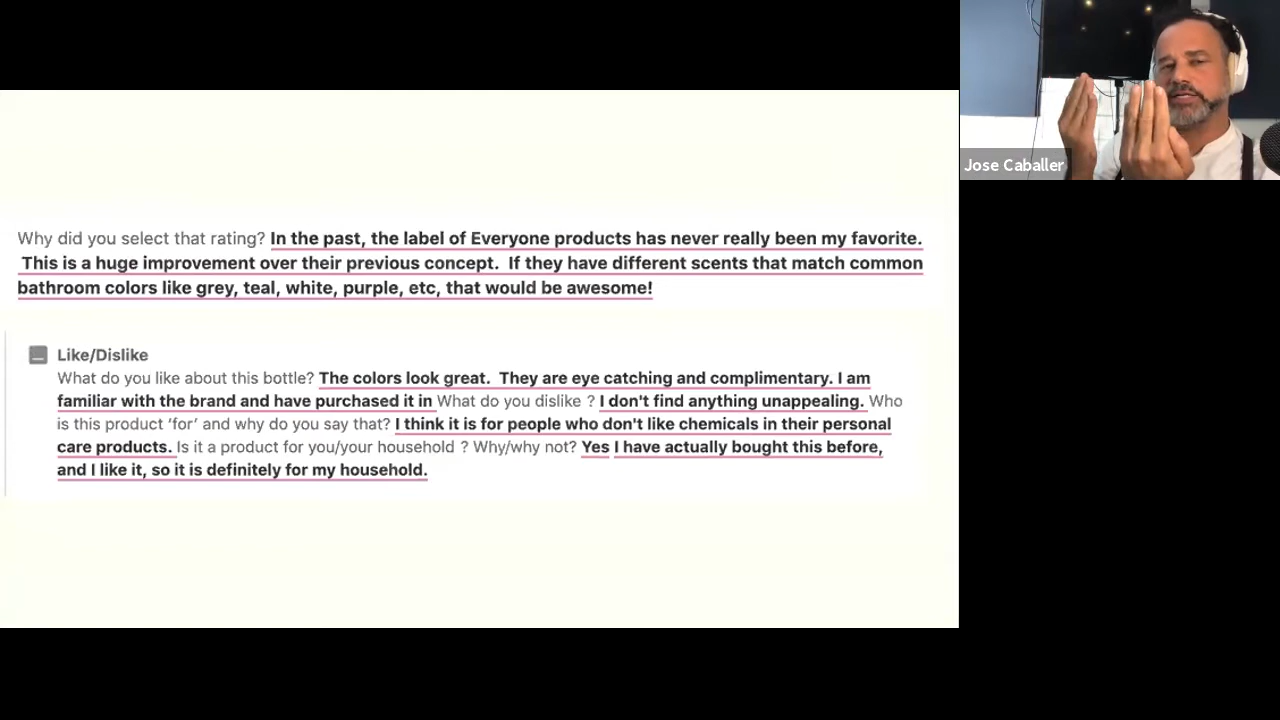 Jose Caballer
Why did you select that rating? In the past, the label of Everyone products has never really been my favorite.
This is a huge improvement over their previous concept.  If they have different scents that match common
bathroom colors like grey, teal, white, purple, etc, that would be awesome!
Like/Dislike
What do you like about this bottle? The colors look great.  They are eye catching and complimentary. I am
familiar with the brand and have purchased it in What do you dislike ? I don't find anything unappealing. Who
is this product ‘for’ and why do you say that? I think it is for people who don't like chemicals in their personal
care products. Is it a product for you/your household ? Why/why not? Yes I have actually bought this before,
and I like it, so it is definitely for my household.